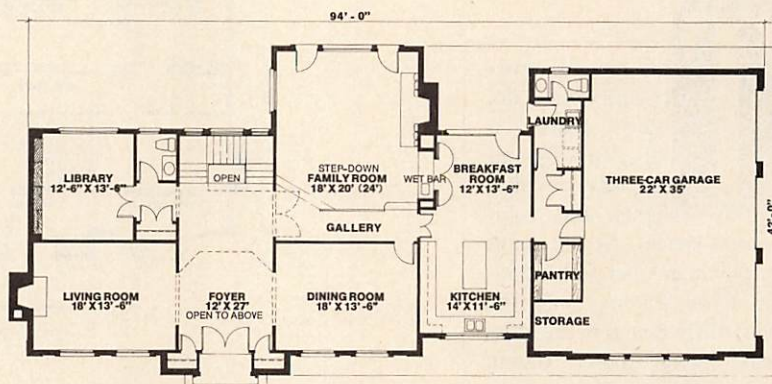 94' - 0"
LAUNDRY
LIBRARY
12'-6" X 13'-6"
OPEN
STEP-DOWN
FAMILY ROOM
18' X 20' (24')
WET BAR
BREAKFAST
ROOM
12' X 13'-6"
THREE-CAR GARAGE
22' X 35'
42'-0"
GALLERY
PANTRY
LIVING ROOM
18' X 13'-6"
FOYER
12' X 27'
OPEN TO ABOVE
DINING ROOM
18' X 13'-6"
KITCHEN
14' X 11'-6"
STORAGE